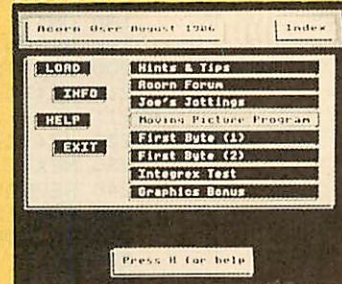 Acorn User August 1986
Index
LOAD
INFO
HELP
EXIT
Hints & Tips
Acorn Forum
Joe's Jottings
Moving Picture Program
First Byte (1)
First Byte (2)
Integrex Test
Graphics Bonus
Press H for help